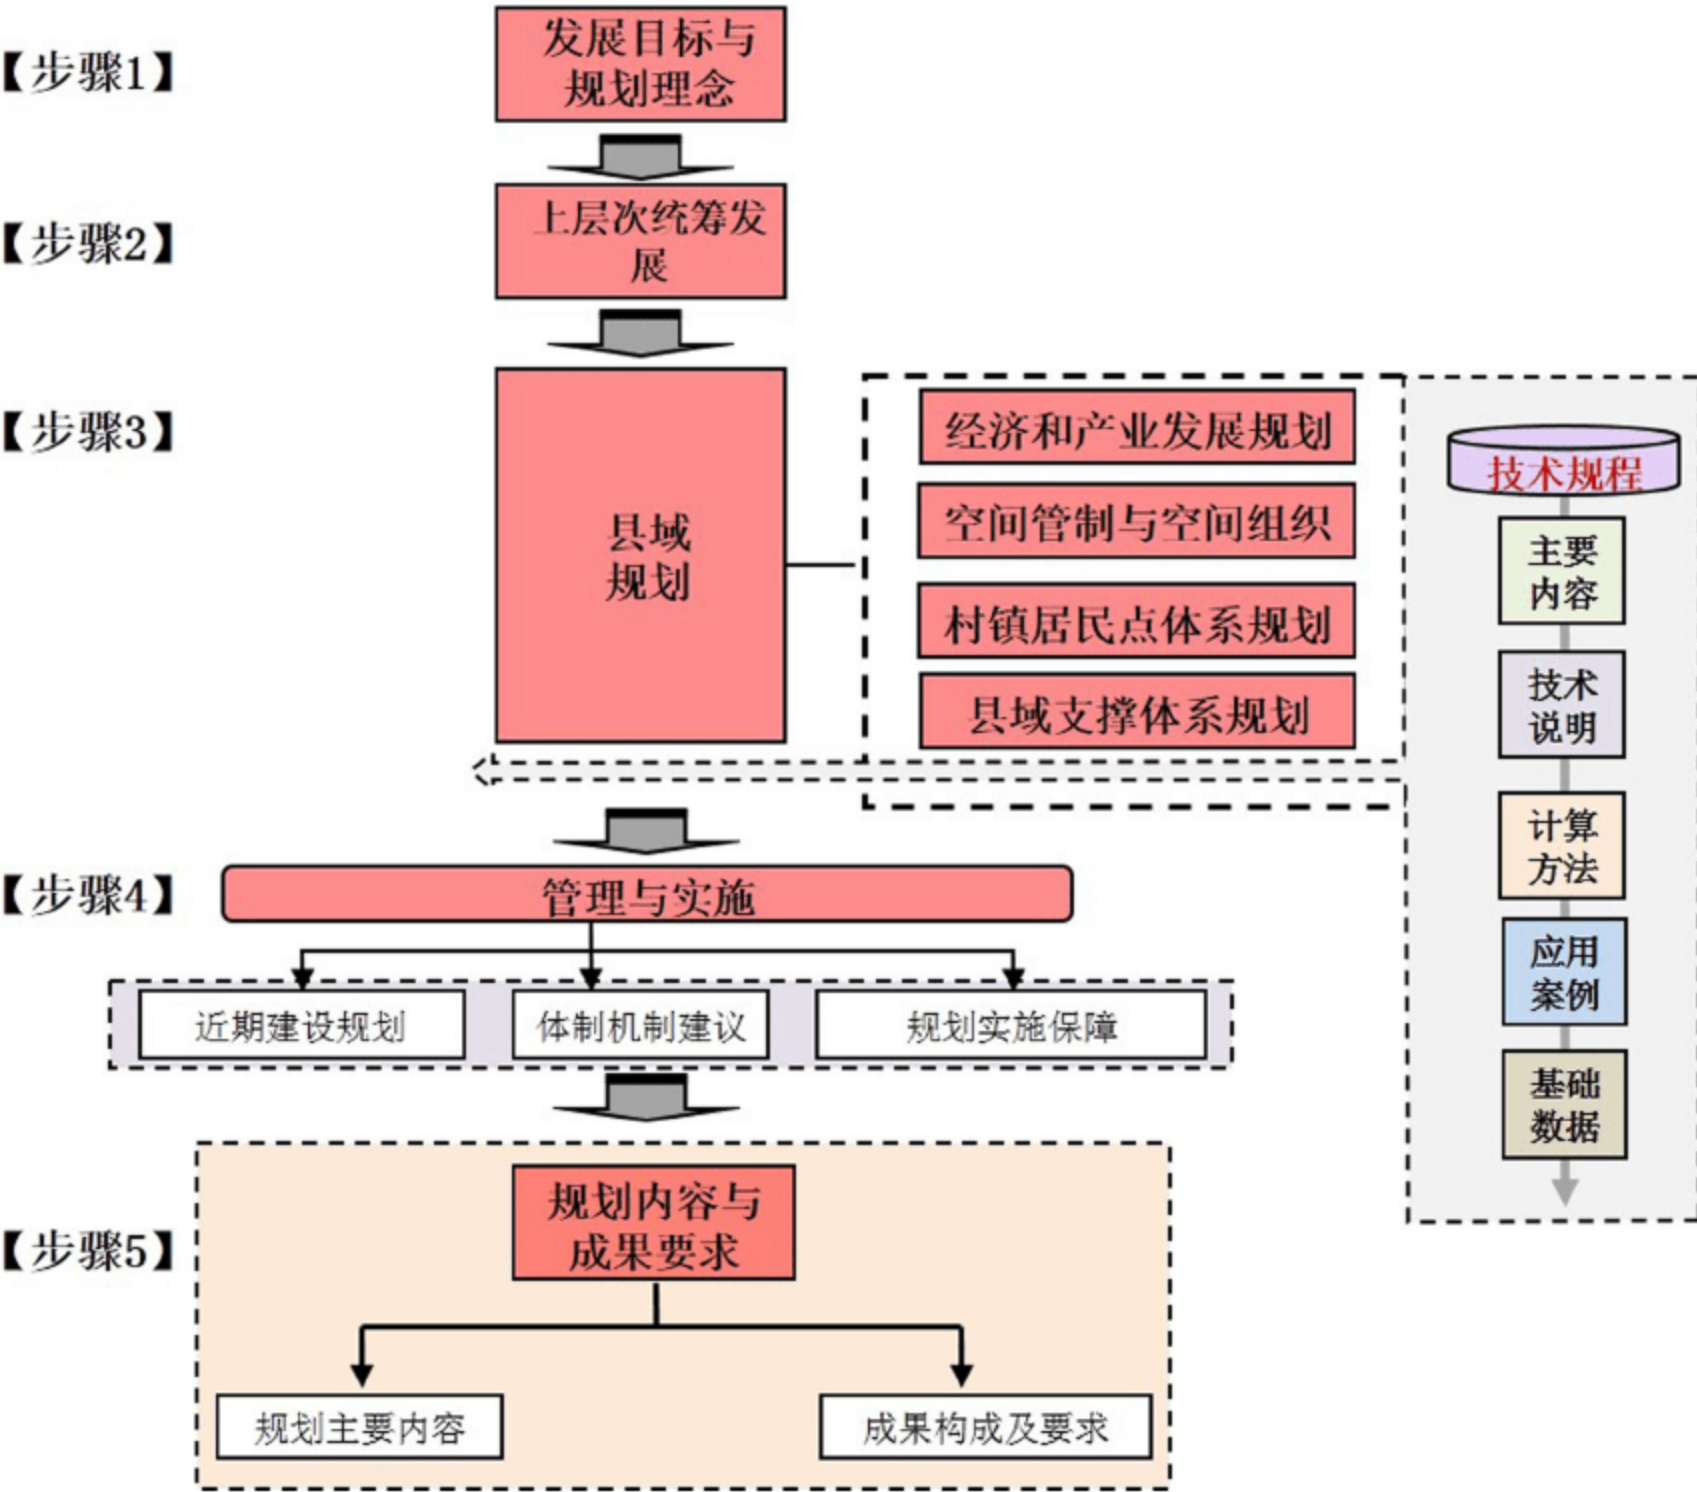 【步骤1】
发展目标与
规划理念
【步骤2】
上层次统筹发
展
【步骤3】
县域
规划
经济和产业发展规划
空间管制与空间组织
村镇居民点体系规划
县域支撑体系规划
技术规程
主要
内容
技术
说明
计算
方法
应用
案例
基础
数据
【步骤4】
管理与实施
近期建设规划
体制机制建议
规划实施保障
【步骤5】
规划内容与
成果要求
规划主要内容
成果构成及要求